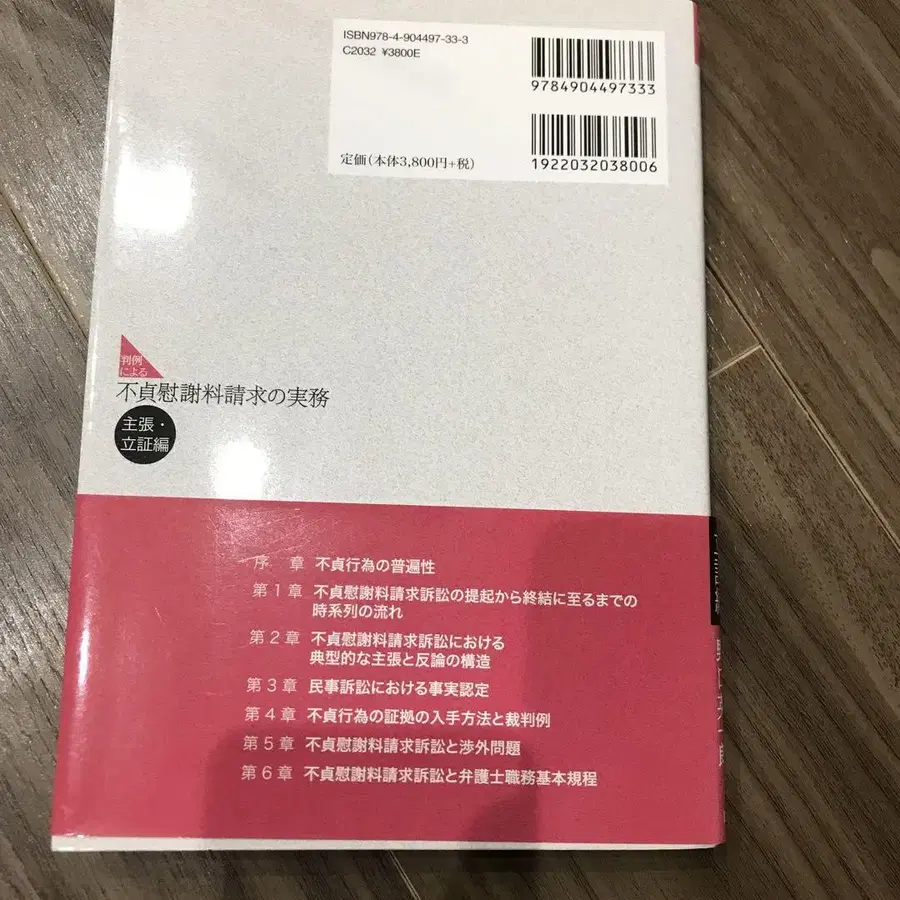 ISBN978-4-904497-33-3
C2032 ¥3800E
9784904497333
定価(本体3,800円+税)
1922032038006
判例
による
不貞慰謝料請求の実務
主張・
立証編
序 章 不貞行為の普遍性
第1章 不貞慰謝料請求訴訟の提起から終結に至るまでの
時系列の流れ
第2章 不貞慰謝料請求訴訟における
典型的な主張と反論の構造
第3章 民事訴訟における事実認定
第4章 不貞行為の証拠の入手方法と裁判例
第5章 不貞慰謝料請求訴訟と渉外問題
第6章 不貞慰謝料請求訴訟と弁護士職務基本規程